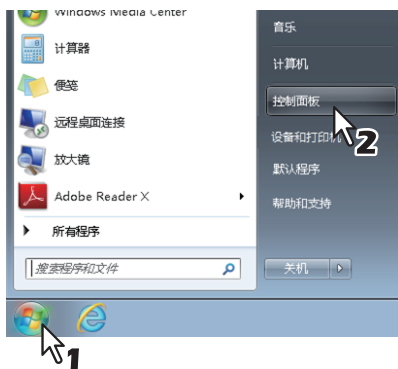 Windows Media Center
计算器
便笺
远程桌面连接
放大镜
Adobe Reader X
所有程序
搜索程序和文件
音乐
计算机
控制面板
设备和打印机
默认程序
帮助和支持
关机
2
1